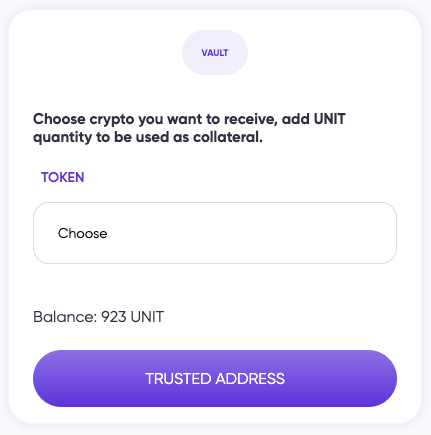 VAULT
Choose crypto you want to receive, add UNIT
quantity to be used as collateral.
TOKEN
Choose
Balance: 923 UNIT
TRUSTED ADDRESS